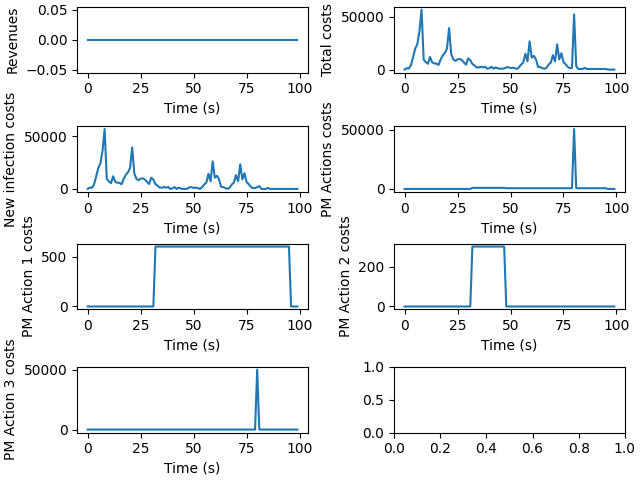 Revenues
0.05
0.00
−0.05
0 25 50 75 100
Time (s)
Total costs
50000
0
0 25 50 75 100
Time (s)
New infection costs
50000
0
0 25 50 75 100
Time (s)
PM Actions costs
50000
0
0 25 50 75 100
Time (s)
PM Action 1 costs
500
0
0 25 50 75 100
Time (s)
PM Action 2 costs
200
0
0 25 50 75 100
Time (s)
PM Action 3 costs
50000
0
0 25 50 75 100
Time (s)
1.0
0.5
0.0
0.0 0.2 0.4 0.6 0.8 1.0